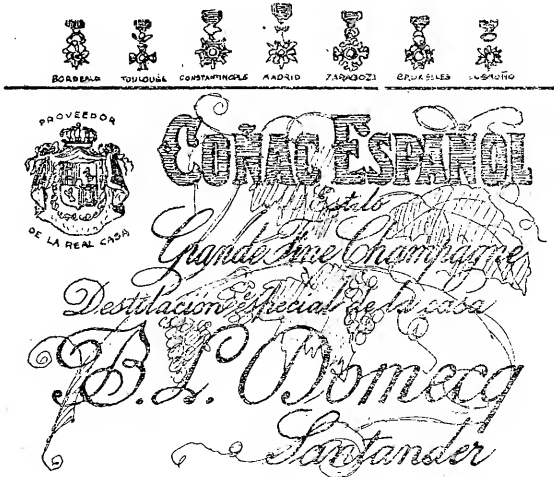 BORDEAUX TOULOUSE CONSTANTINOPLE MADRID ZARAGOZA BRUXELLES LOGROÑO
PROVEEDOR
DE LA REAL CASA
COÑAC ESPAÑOL
Estilo
Grande Fine Champagne
Destilación especial de la casa
B. L. Domecq
Santander